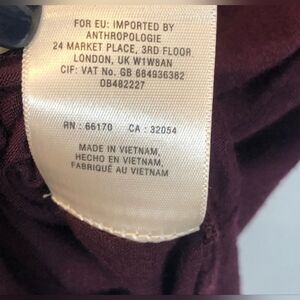 FOR EU: IMPORTED BY
ANTHROPOLOGIE
24 MARKET PLACE, 3RD FLOOR
LONDON, UK W1W8AN
CIF: VAT No. GB 684936382
OB482227
RN : 66170 CA : 32054
MADE IN VIETNAM,
HECHO EN VIETNAM,
FABRIQUÉ AU VIETNAM